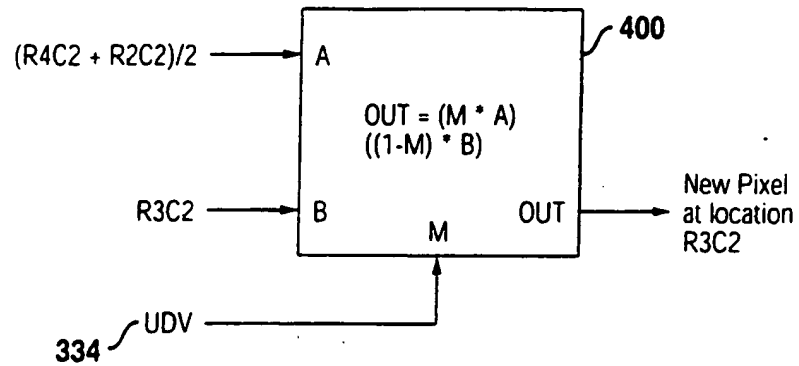 400
(R4C2 + R2C2)/2
A
OUT = (M * A)
((1-M) * B)
R3C2
B
M
OUT
New Pixel
at location
R3C2
334
UDV